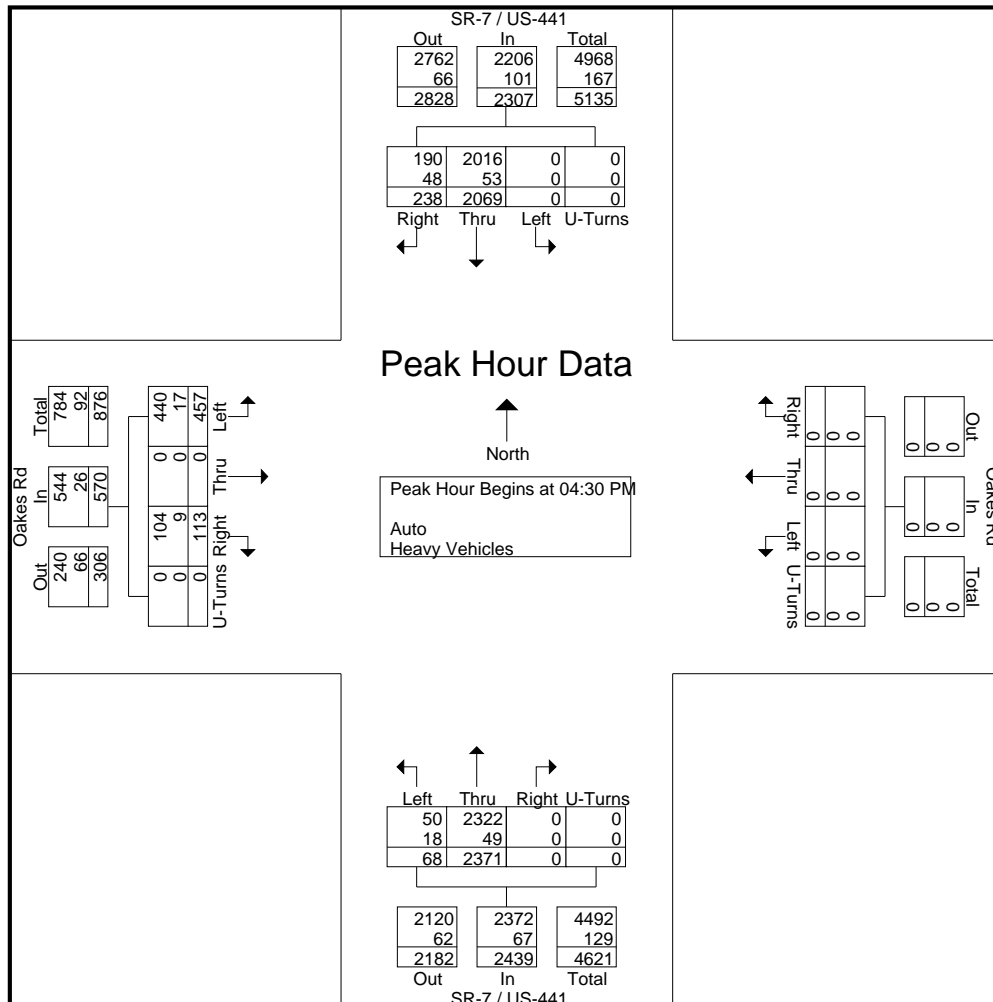 SR-7 / US-441
Out In Total
2762 2206 4968
66 101 167
2828 2307 5135
190 2016 0 0
48 53 0 0
238 2069 0 0
Right Thru Left U-Turns
Peak Hour Data
North
Peak Hour Begins at 04:30 PM
Auto
Heavy Vehicles
Oakes Rd
Total In Out
784 544 240
92 26 66
876 570 306
440 0 104 0
17 0 9 0
457 0 113 0
Left Thru Right U-Turns
Right Thru Left U-Turns
0 0 0 0
0 0 0 0
0 0 0 0
Out In Total
0 0 0
0 0 0
0 0 0
Oakes Rd
Left Thru Right U-Turns
50 2322 0 0
18 49 0 0
68 2371 0 0
2120 2372 4492
62 67 129
2182 2439 4621
Out In Total
SR-7 / US-441